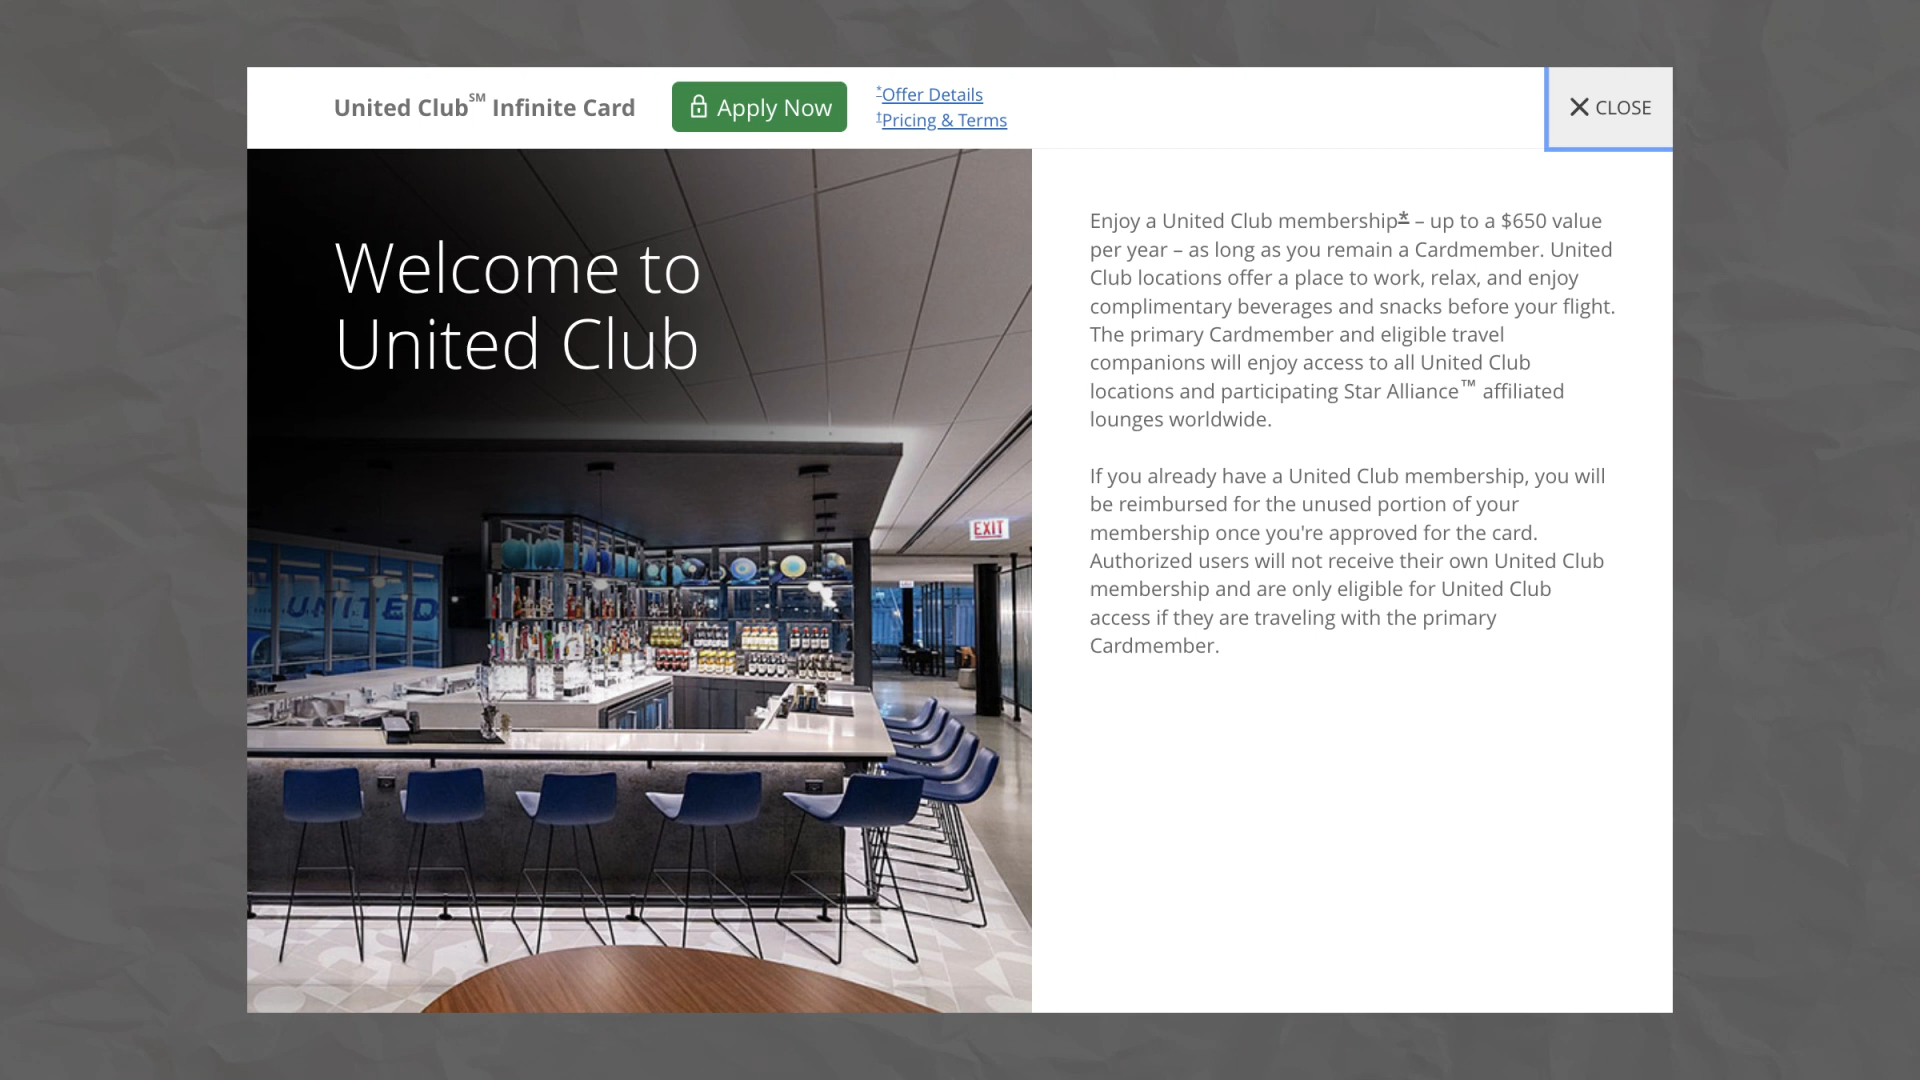 United Club℠ Infinite Card
Apply Now
*Offer Details
†Pricing & Terms
CLOSE
Welcome to
United Club
EXIT
UNITED
Enjoy a United Club membership* – up to a $650 value
per year – as long as you remain a Cardmember. United
Club locations offer a place to work, relax, and enjoy
complimentary beverages and snacks before your flight.
The primary Cardmember and eligible travel
companions will enjoy access to all United Club
locations and participating Star Alliance™ affiliated
lounges worldwide.
If you already have a United Club membership, you will
be reimbursed for the unused portion of your
membership once you're approved for the card.
Authorized users will not receive their own United Club
membership and are only eligible for United Club
access if they are traveling with the primary
Cardmember.